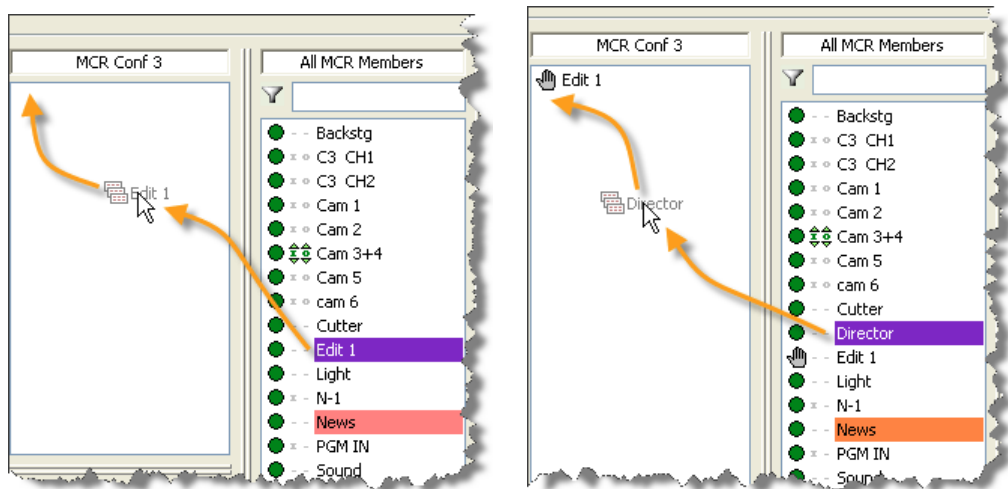 MCR Conf 3
All MCR Members
Edit 1
Backstg
C3 CH1
C3 CH2
Cam 1
Cam 2
Cam 3+4
Cam 5
cam 6
Cutter
Edit 1
Light
N-1
News
PGM IN
Sound
MCR Conf 3
All MCR Members
Edit 1
Director
Backstg
C3 CH1
C3 CH2
Cam 1
Cam 2
Cam 3+4
Cam 5
cam 6
Cutter
Director
Edit 1
Light
N-1
News
PGM IN
Sound